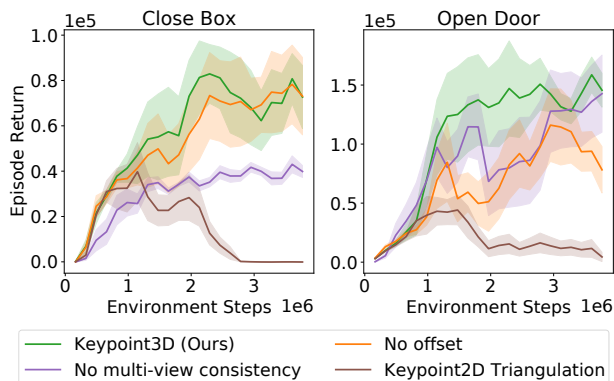 Close Box
Open Door
1e5
1e5
Episode Return
1.0
0.8
0.6
0.4
0.2
0.0
1.5
1.0
0.5
0.0
0 1 2 3
0 1 2 3
Environment Steps 1e6
Environment Steps 1e6
Keypoint3D (Ours)
No offset
No multi-view consistency
Keypoint2D Triangulation